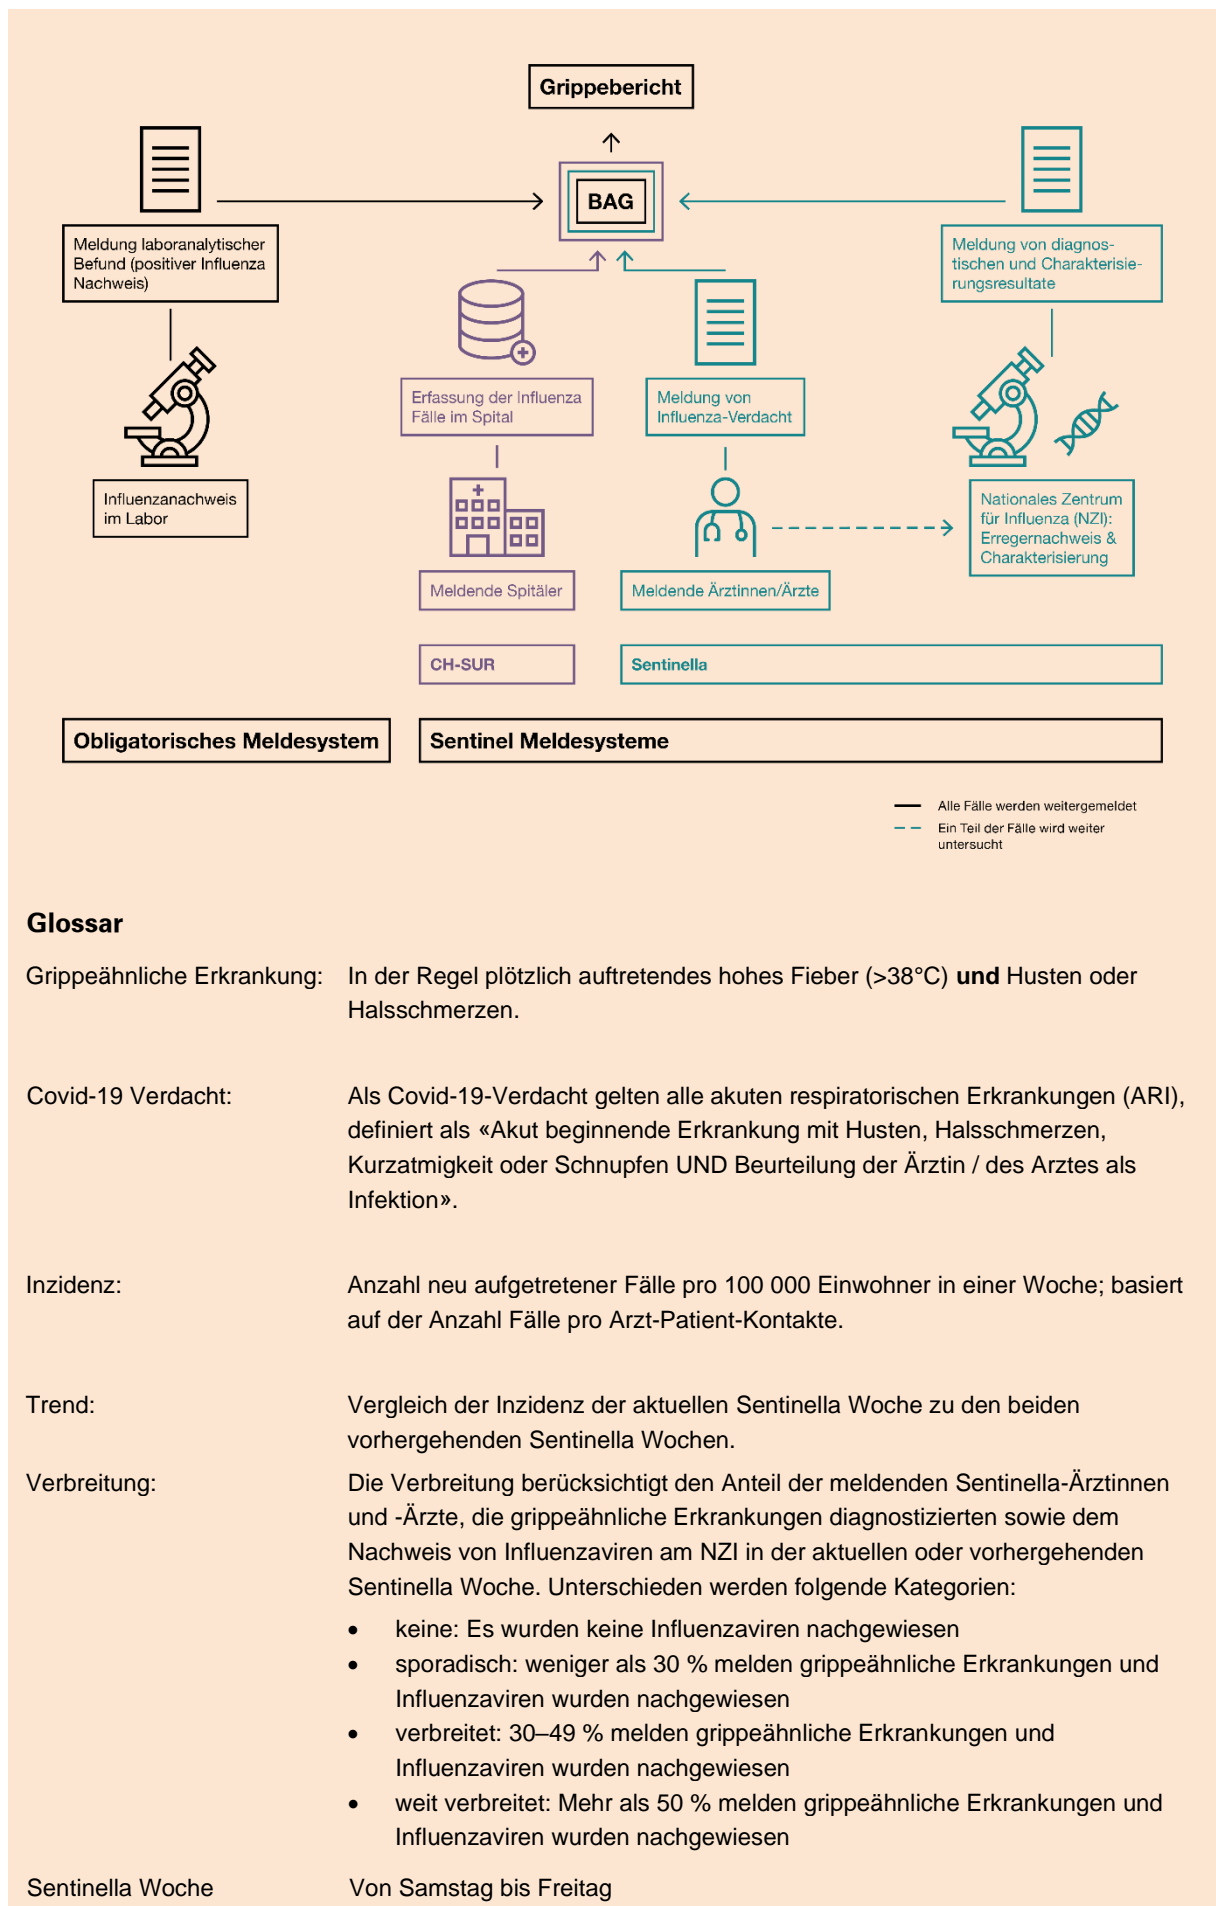 Grippebericht
BAG
Meldung laboranalytischer
Befund (positiver Influenza
Nachweis)
Meldung von diagnos-
tischen und Charakterisie-
rungsresultate
Erfassung der Influenza
Fälle im Spital
Meldung von
Influenza-Verdacht
Influenzanachweis
im Labor
Nationales Zentrum
für Influenza (NZI):
Erregernachweis &
Charakterisierung
Meldende Spitäler
Meldende Ärztinnen/Ärzte
CH-SUR
Sentinella
Obligatorisches Meldesystem
Sentinel Meldesysteme
Alle Fälle werden weitergemeldet
Ein Teil der Fälle wird weiter
untersucht
Glossar
Grippeähnliche Erkrankung: In der Regel plötzlich auftretendes hohes Fieber (>38°C) und Husten oder
Halsschmerzen.
Covid-19 Verdacht: Als Covid-19-Verdacht gelten alle akuten respiratorischen Erkrankungen (ARI),
definiert als «Akut beginnende Erkrankung mit Husten, Halsschmerzen,
Kurzatmigkeit oder Schnupfen UND Beurteilung der Ärztin / des Arztes als
Infektion».
Inzidenz: Anzahl neu aufgetretener Fälle pro 100 000 Einwohner in einer Woche; basiert
auf der Anzahl Fälle pro Arzt-Patient-Kontakte.
Trend: Vergleich der Inzidenz der aktuellen Sentinella Woche zu den beiden
vorhergehenden Sentinella Wochen.
Verbreitung: Die Verbreitung berücksichtigt den Anteil der meldenden Sentinella-Ärztinnen
und -Ärzte, die grippeähnliche Erkrankungen diagnostizierten sowie dem
Nachweis von Influenzaviren am NZI in der aktuellen oder vorhergehenden
Sentinella Woche. Unterschieden werden folgende Kategorien:
• keine: Es wurden keine Influenzaviren nachgewiesen
• sporadisch: weniger als 30 % melden grippeähnliche Erkrankungen und
Influenzaviren wurden nachgewiesen
• verbreitet: 30–49 % melden grippeähnliche Erkrankungen und
Influenzaviren wurden nachgewiesen
• weit verbreitet: Mehr als 50 % melden grippeähnliche Erkrankungen und
Influenzaviren wurden nachgewiesen
Sentinella Woche Von Samstag bis Freitag